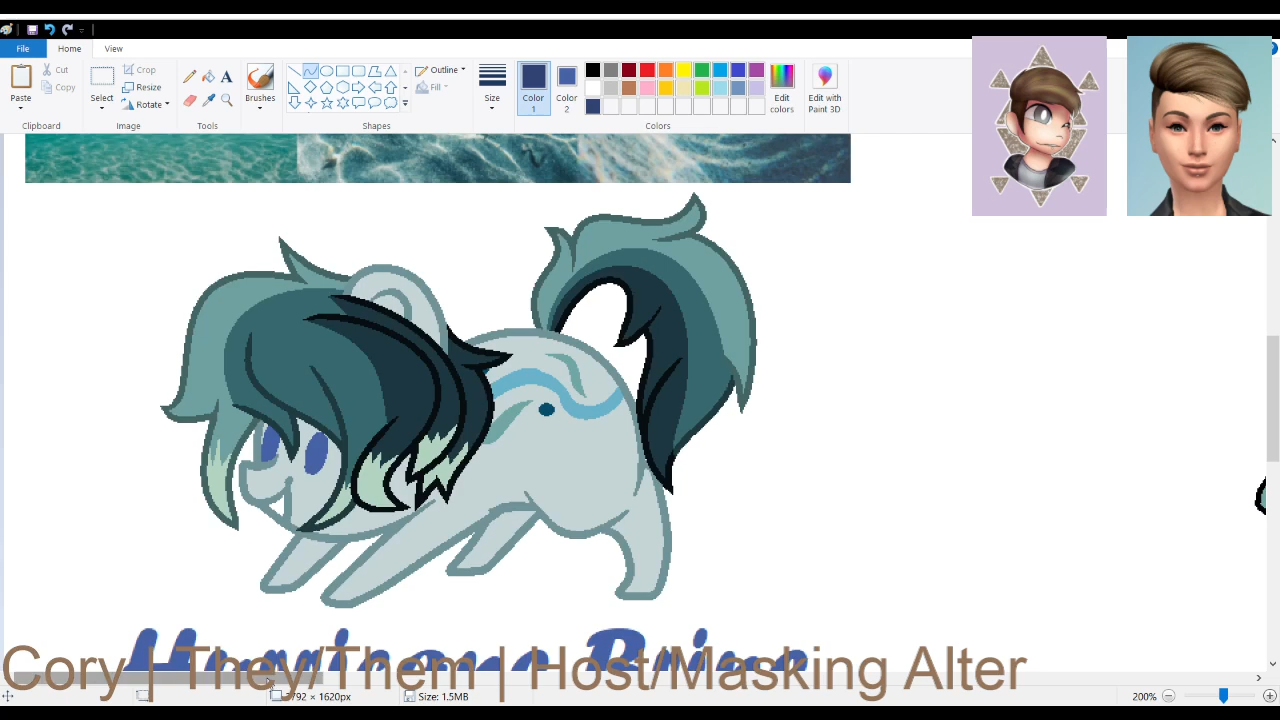 File Home View
Cut Crop Outline
Copy Resize Fill
Paste Select Rotate Brushes Size Color 1 Color 2 Edit colors Edit with Paint 3D
Clipboard Image Tools Shapes Colors
Cory | They/Them | Host/Masking Alter
× 1620px Size: 1.5MB 200%